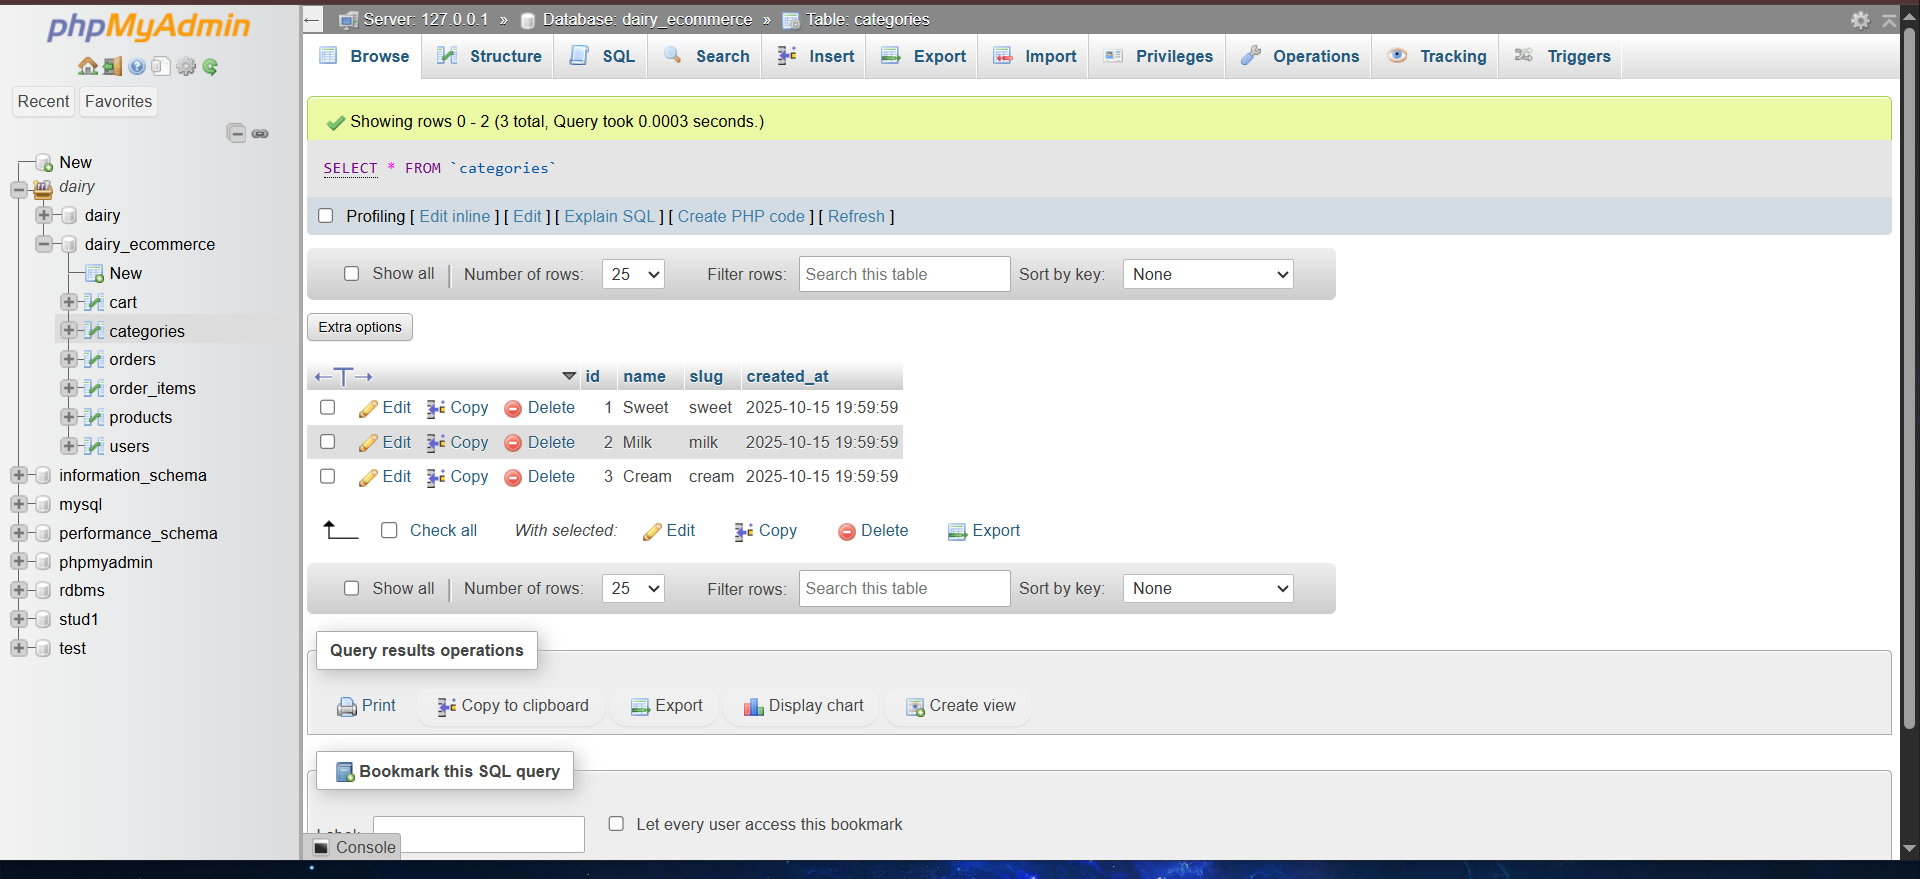 phpMyAdmin
Recent
Favorites
New
dairy
dairy
dairy_ecommerce
New
cart
categories
orders
order_items
products
users
information_schema
mysql
performance_schema
phpmyadmin
rdbms
stud1
test
Server: 127.0.0.1 » Database: dairy_ecommerce » Table: categories
Browse Structure SQL Search Insert Export Import Privileges Operations Tracking Triggers
Showing rows 0 - 2 (3 total, Query took 0.0003 seconds.)
SELECT * FROM `categories`
Profiling [ Edit inline ] [ Edit ] [ Explain SQL ] [ Create PHP code ] [ Refresh ]
Show all Number of rows: 25 Filter rows: Search this table Sort by key: None
Extra options
id name slug created_at
Edit Copy Delete 1 Sweet sweet 2025-10-15 19:59:59
Edit Copy Delete 2 Milk milk 2025-10-15 19:59:59
Edit Copy Delete 3 Cream cream 2025-10-15 19:59:59
Check all With selected: Edit Copy Delete Export
Show all Number of rows: 25 Filter rows: Search this table Sort by key: None
Query results operations
Print Copy to clipboard Export Display chart Create view
Bookmark this SQL query
Let every user access this bookmark
Console